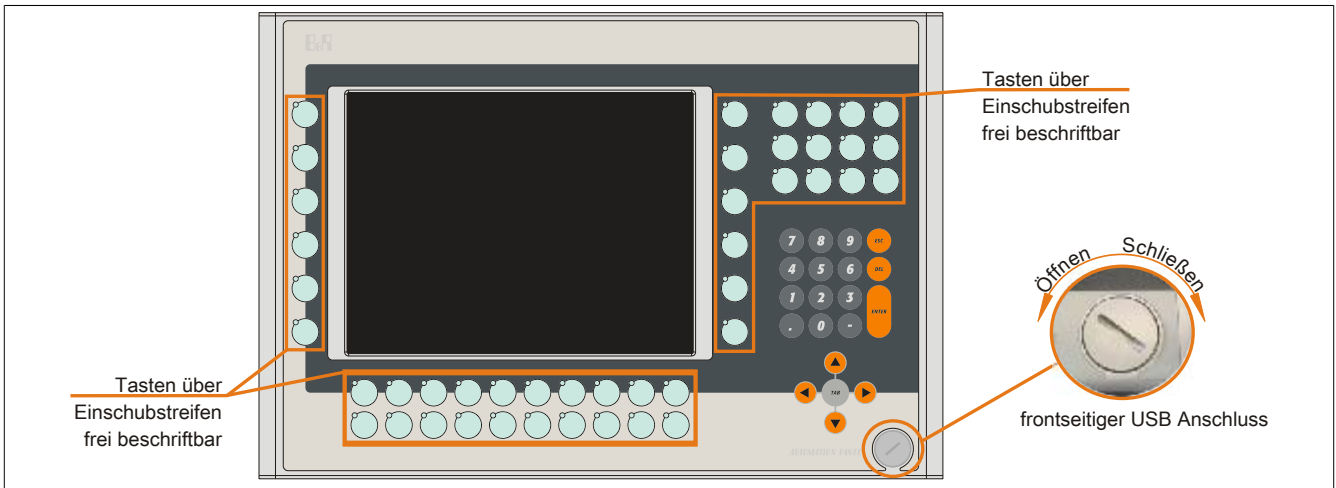 B&R
Tasten über
Einschubstreifen
frei beschriftbar
7 8 9 ESC
4 5 6 DEL
1 2 3
ENTER
. 0 -
TAB
Öffnen Schließen
Tasten über
Einschubstreifen
frei beschriftbar
frontseitiger USB Anschluss